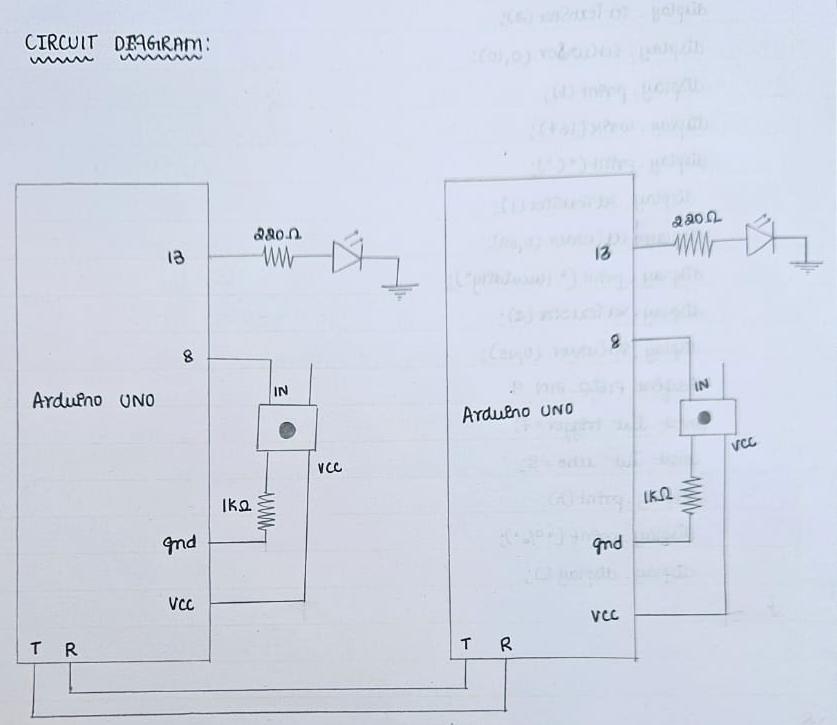 CIRCUIT DIAGRAM:
220Ω
13
8
IN
Arduino UNO
VCC
1KΩ
gnd
VCC
T R
220Ω
13
8
IN
Arduino UNO
VCC
1KΩ
gnd
VCC
T R